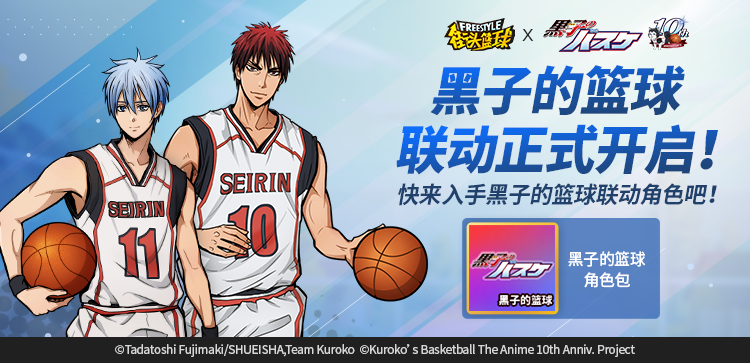 FREESTYLE
街头篮球
X
黒子のバスケ
10th
黑子的篮球
联动正式开启！
快来入手黑子的篮球联动角色吧！
SEIRIN
11
SEIRIN
10
黒子のバスケ
黑子的篮球
黑子的篮球
角色包
©Tadatoshi Fujimaki/SHUEISHA,Team Kuroko ©Kuroko’s Basketball The Anime 10th Anniv. Project